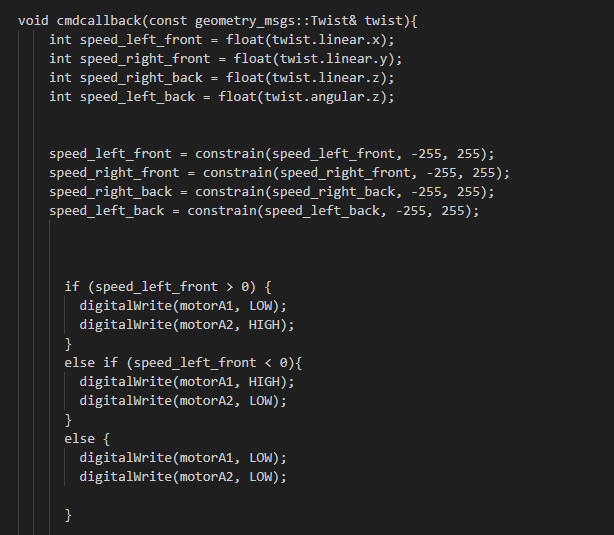 void cmdcallback(const geometry_msgs::Twist& twist){
    int speed_left_front = float(twist.linear.x);
    int speed_right_front = float(twist.linear.y);
    int speed_right_back = float(twist.linear.z);
    int speed_left_back = float(twist.angular.z);
    speed_left_front = constrain(speed_left_front, -255, 255);
    speed_right_front = constrain(speed_right_front, -255, 255);
    speed_right_back = constrain(speed_right_back, -255, 255);
    speed_left_back = constrain(speed_left_back, -255, 255);
      if (speed_left_front > 0) {
        digitalWrite(motorA1, LOW);
        digitalWrite(motorA2, HIGH);
      }
      else if (speed_left_front < 0){
        digitalWrite(motorA1, HIGH);
        digitalWrite(motorA2, LOW);
      }
      else {
        digitalWrite(motorA1, LOW);
        digitalWrite(motorA2, LOW);
      }